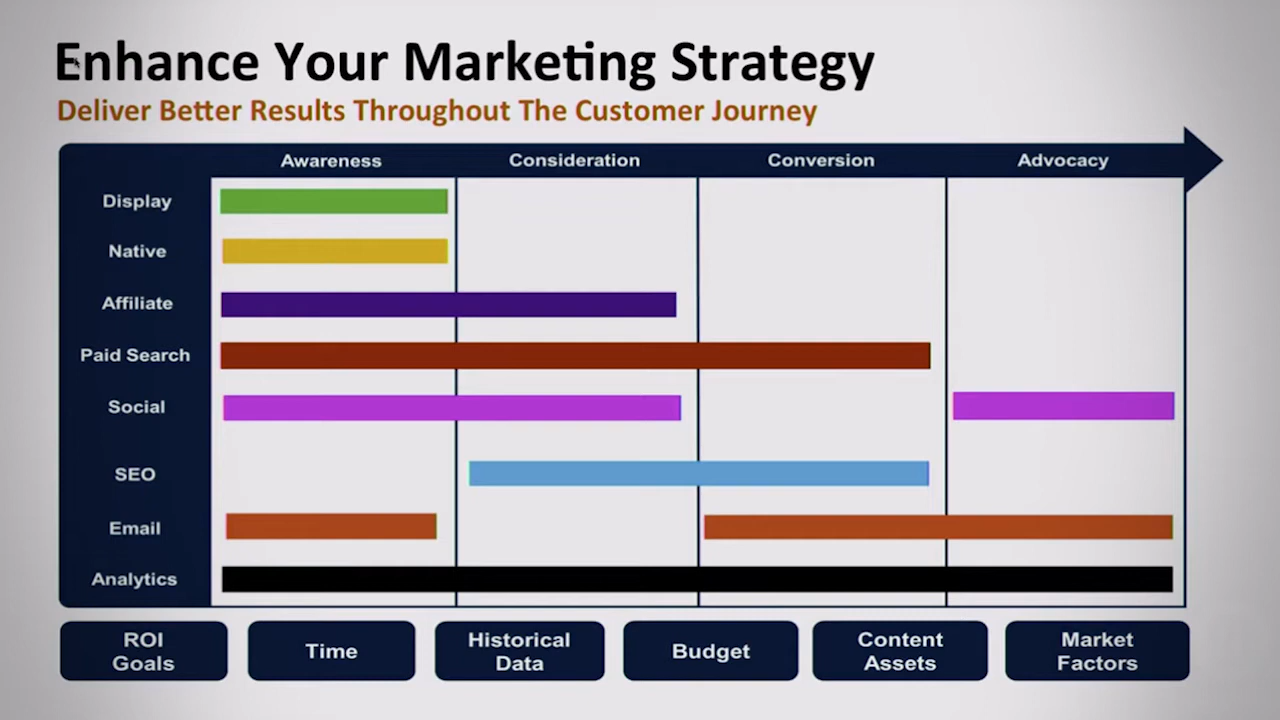 Enhance Your Marketing Strategy
Deliver Better Results Throughout The Customer Journey
Awareness Consideration Conversion Advocacy
Display
Native
Affiliate
Paid Search
Social
SEO
Email
Analytics
ROI Goals
Time
Historical Data
Budget
Content Assets
Market Factors